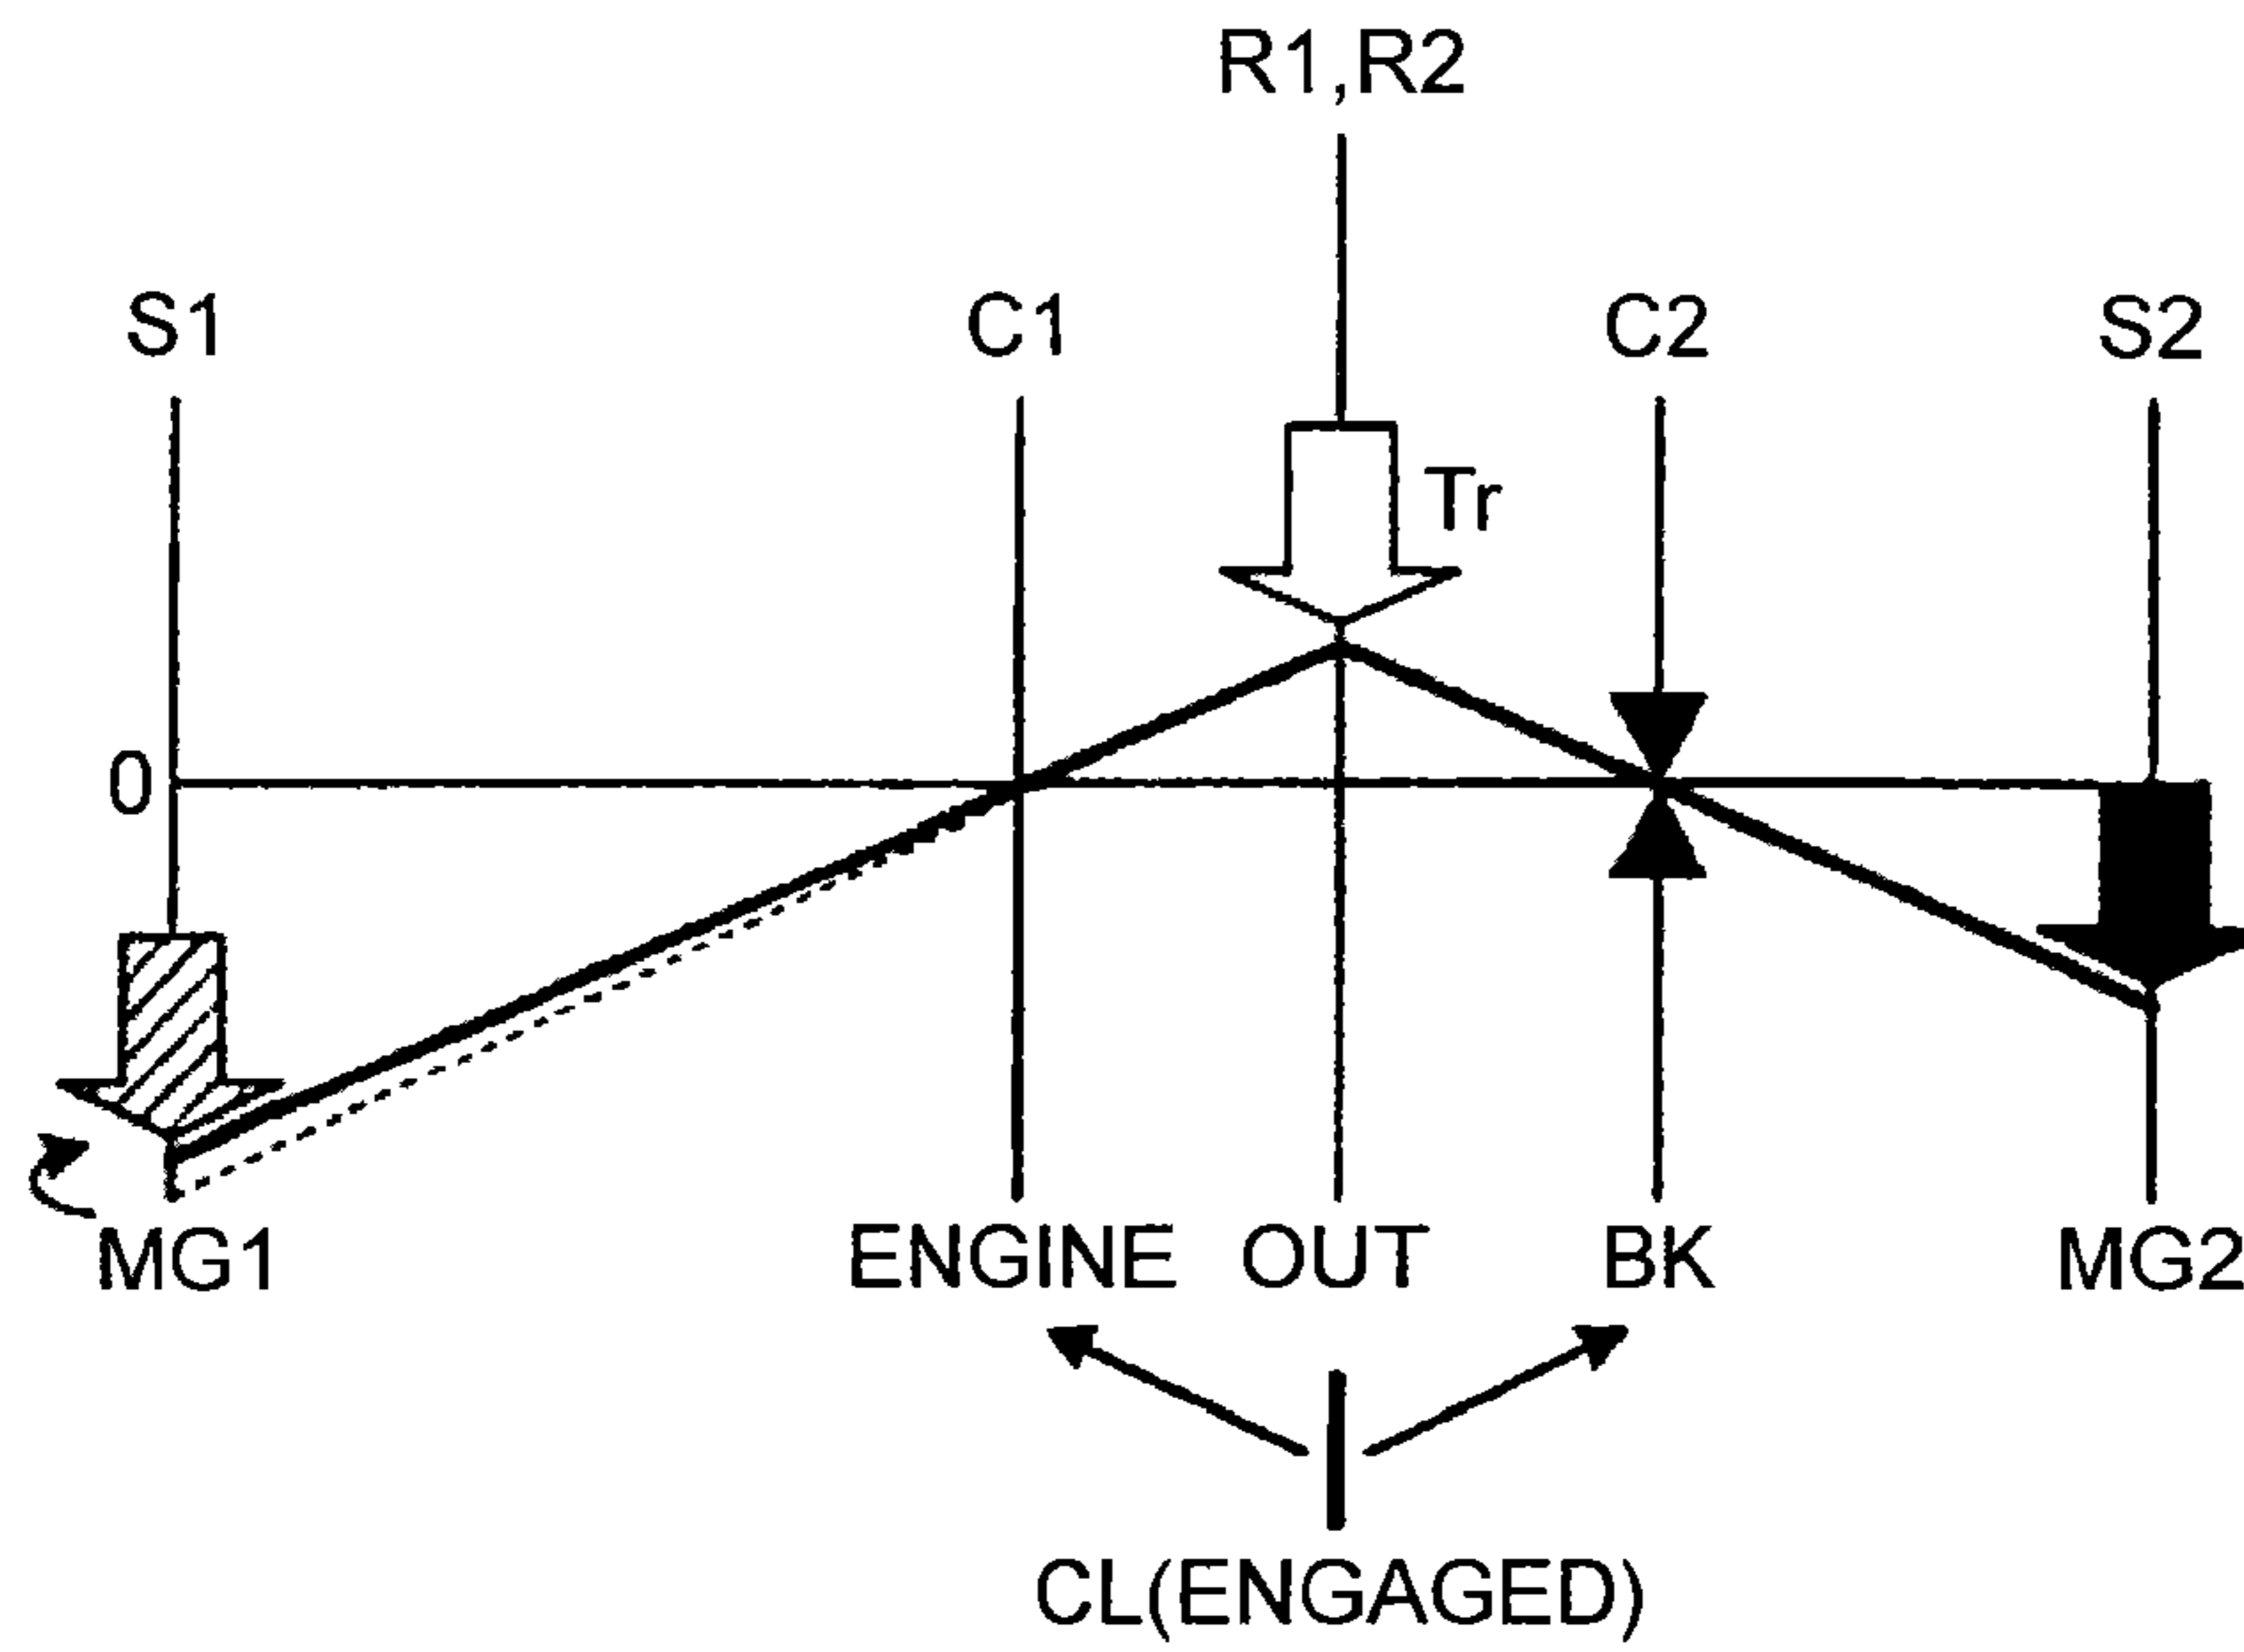 R1,R2
S1 C1 C2 S2
Tr
0
MG1 ENGINE OUT BK MG2
CL(ENGAGED)